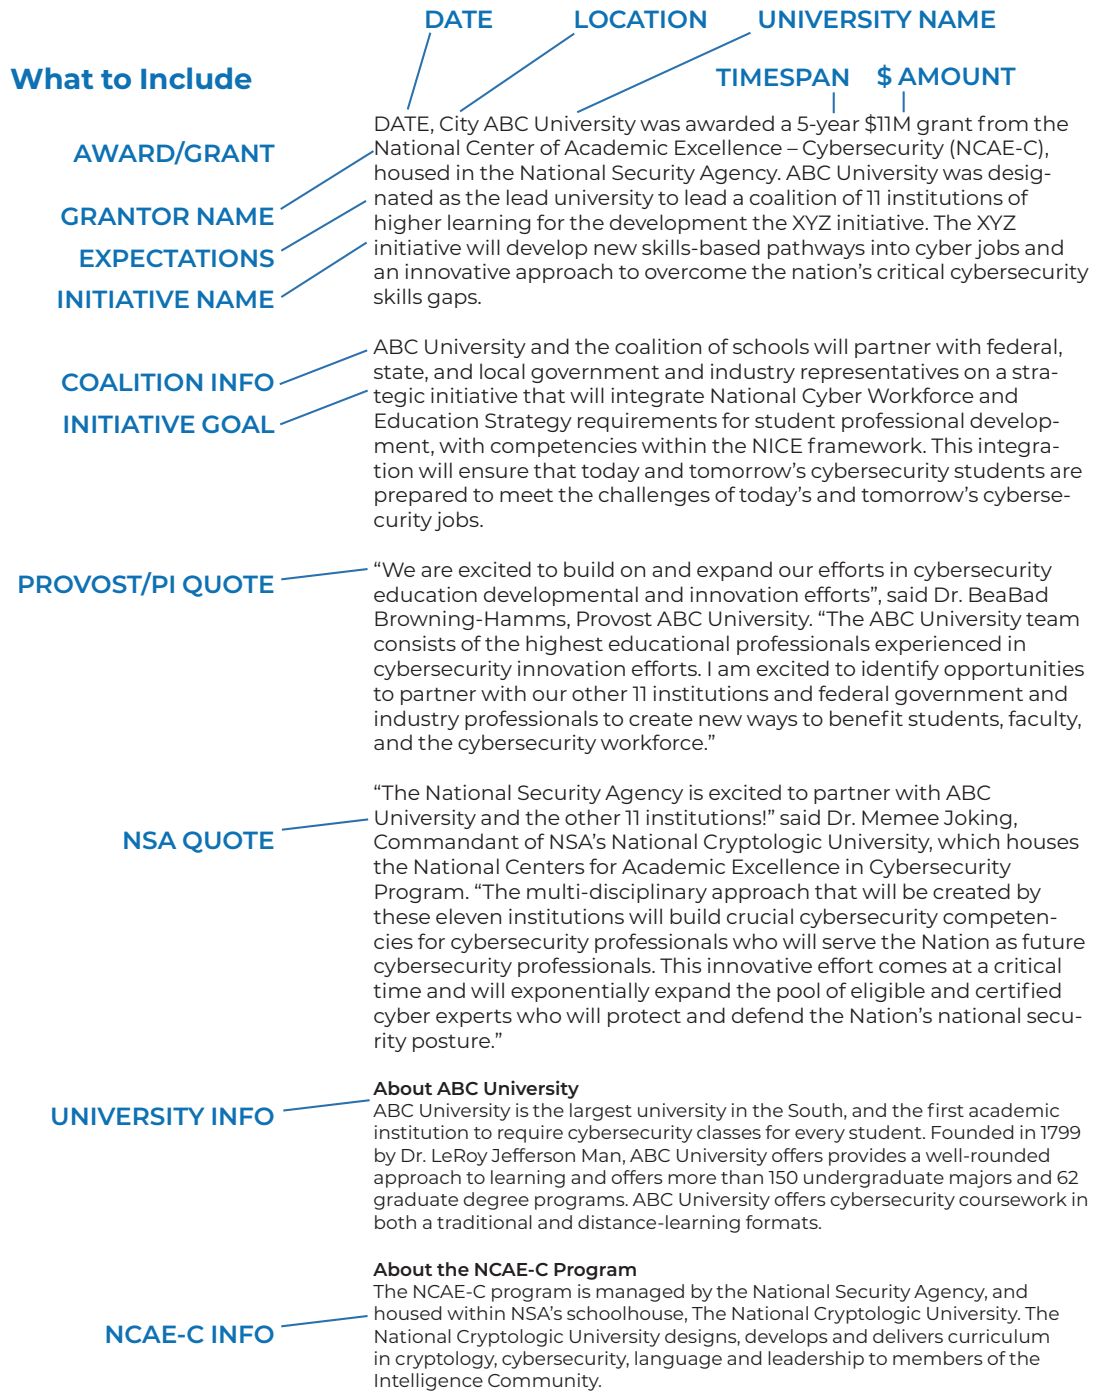 DATE
LOCATION
UNIVERSITY NAME
What to Include
TIMESPAN
$ AMOUNT
AWARD/GRANT
GRANTOR NAME
EXPECTATIONS
INITIATIVE NAME
DATE, City ABC University was awarded a 5-year $11M grant from the
National Center of Academic Excellence – Cybersecurity (NCAE-C),
housed in the National Security Agency. ABC University was desig-
nated as the lead university to lead a coalition of 11 institutions of
higher learning for the development the XYZ initiative. The XYZ
initiative will develop new skills-based pathways into cyber jobs and
an innovative approach to overcome the nation’s critical cybersecurity
skills gaps.
COALITION INFO
INITIATIVE GOAL
ABC University and the coalition of schools will partner with federal,
state, and local government and industry representatives on a stra-
tegic initiative that will integrate National Cyber Workforce and
Education Strategy requirements for student professional develop-
ment, with competencies within the NICE framework. This integra-
tion will ensure that today and tomorrow’s cybersecurity students are
prepared to meet the challenges of today’s and tomorrow’s cyberse-
curity jobs.
PROVOST/PI QUOTE
“We are excited to build on and expand our efforts in cybersecurity
education developmental and innovation efforts”, said Dr. BeaBad
Browning-Hamms, Provost ABC University. “The ABC University team
consists of the highest educational professionals experienced in
cybersecurity innovation efforts. I am excited to identify opportunities
to partner with our other 11 institutions and federal government and
industry professionals to create new ways to benefit students, faculty,
and the cybersecurity workforce.”
NSA QUOTE
“The National Security Agency is excited to partner with ABC
University and the other 11 institutions!” said Dr. Memee Joking,
Commandant of NSA’s National Cryptologic University, which houses
the National Centers for Academic Excellence in Cybersecurity
Program. “The multi-disciplinary approach that will be created by
these eleven institutions will build crucial cybersecurity competen-
cies for cybersecurity professionals who will serve the Nation as future
cybersecurity professionals. This innovative effort comes at a critical
time and will exponentially expand the pool of eligible and certified
cyber experts who will protect and defend the Nation’s national secu-
rity posture.”
UNIVERSITY INFO
About ABC University
ABC University is the largest university in the South, and the first academic
institution to require cybersecurity classes for every student. Founded in 1799
by Dr. LeRoy Jefferson Man, ABC University offers provides a well-rounded
approach to learning and offers more than 150 undergraduate majors and 62
graduate degree programs. ABC University offers cybersecurity coursework in
both a traditional and distance-learning formats.
NCAE-C INFO
About the NCAE-C Program
The NCAE-C program is managed by the National Security Agency, and
housed within NSA’s schoolhouse, The National Cryptologic University. The
National Cryptologic University designs, develops and delivers curriculum
in cryptology, cybersecurity, language and leadership to members of the
Intelligence Community.